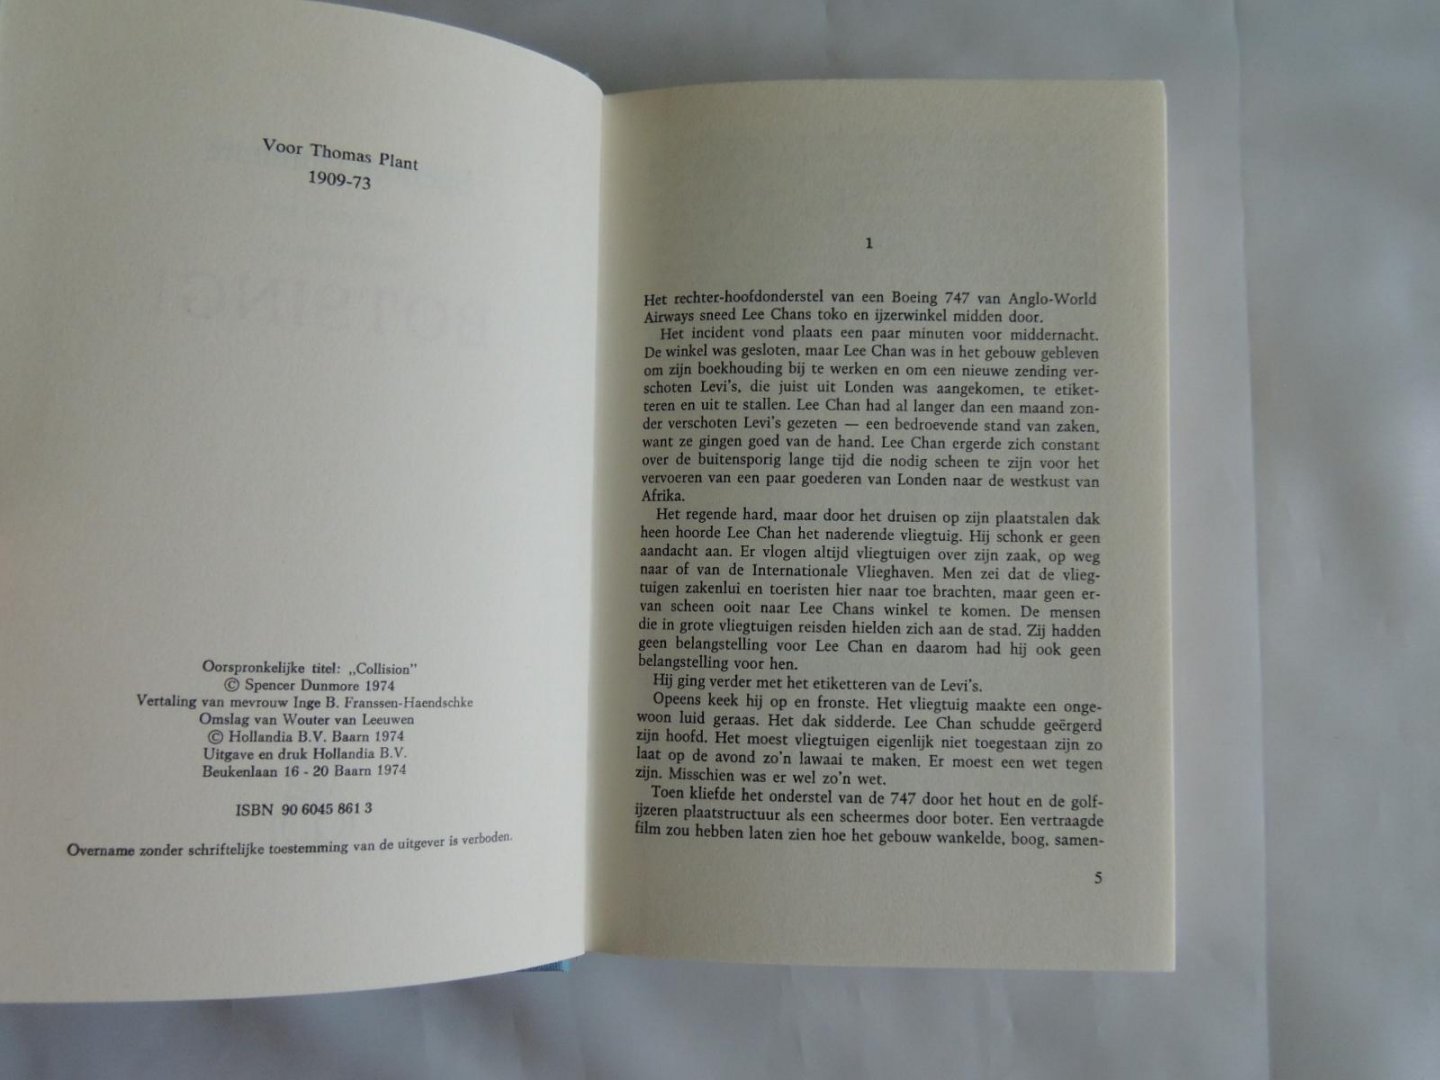 Voor Thomas Plant
1909-73
Oorspronkelijke titel: „Collision”
© Spencer Dunmore 1974
Vertaling van mevrouw Inge B. Franssen-Haendschke
Omslag van Wouter van Leeuwen
© Hollandia B.V. Baarn 1974
Uitgave en druk Hollandia B.V.
Beukenlaan 16 - 20 Baarn 1974
ISBN 90 6045 861 3
Overname zonder schriftelijke toestemming van de uitgever is verboden.
1
Het rechter-hoofdonderstel van een Boeing 747 van Anglo-World
Airways sneed Lee Chans toko en ijzerwinkel midden door.
Het incident vond plaats een paar minuten voor middernacht.
De winkel was gesloten, maar Lee Chan was in het gebouw gebleven
om zijn boekhouding bij te werken en om een nieuwe zending ver-
schoten Levi's, die juist uit Londen was aangekomen, te etiket-
teren en uit te stallen. Lee Chan had al langer dan een maand zon-
der verschoten Levi's gezeten — een bedroevende stand van zaken,
want ze gingen goed van de hand. Lee Chan ergerde zich constant
over de buitensporig lange tijd die nodig scheen te zijn voor het
vervoeren van een paar goederen van Londen naar de westkust van
Afrika.
Het regende hard, maar door het druisen op zijn plaatstalen dak
heen hoorde Lee Chan het naderende vliegtuig. Hij schonk er geen
aandacht aan. Er vlogen altijd vliegtuigen over zijn zaak, op weg
naar of van de Internationale Vlieghaven. Men zei dat de vlieg-
tuigen zakenlui en toeristen hier naar toe brachten, maar geen er-
van scheen ooit naar Lee Chans winkel te komen. De mensen
die in grote vliegtuigen reisden hielden zich aan de stad. Zij hadden
geen belangstelling voor Lee Chan en daarom had hij ook geen
belangstelling voor hen.
Hij ging verder met het etiketteren van de Levi's.
Opeens keek hij op en fronste. Het vliegtuig maakte een onge-
woon luid geraas. Het dak sidderde. Lee Chan schudde geërgerd
zijn hoofd. Het moest vliegtuigen eigenlijk niet toegestaan zijn zo
laat op de avond zo'n lawaai te maken. Er moest een wet tegen
zijn. Misschien was er wel zo'n wet.
Toen kliefde het onderstel van de 747 door het hout en de golf-
ijzeren plaatstructuur als een scheermes door boter. Een vertraagde
film zou hebben laten zien hoe het gebouw wankelde, boog, samen-
5